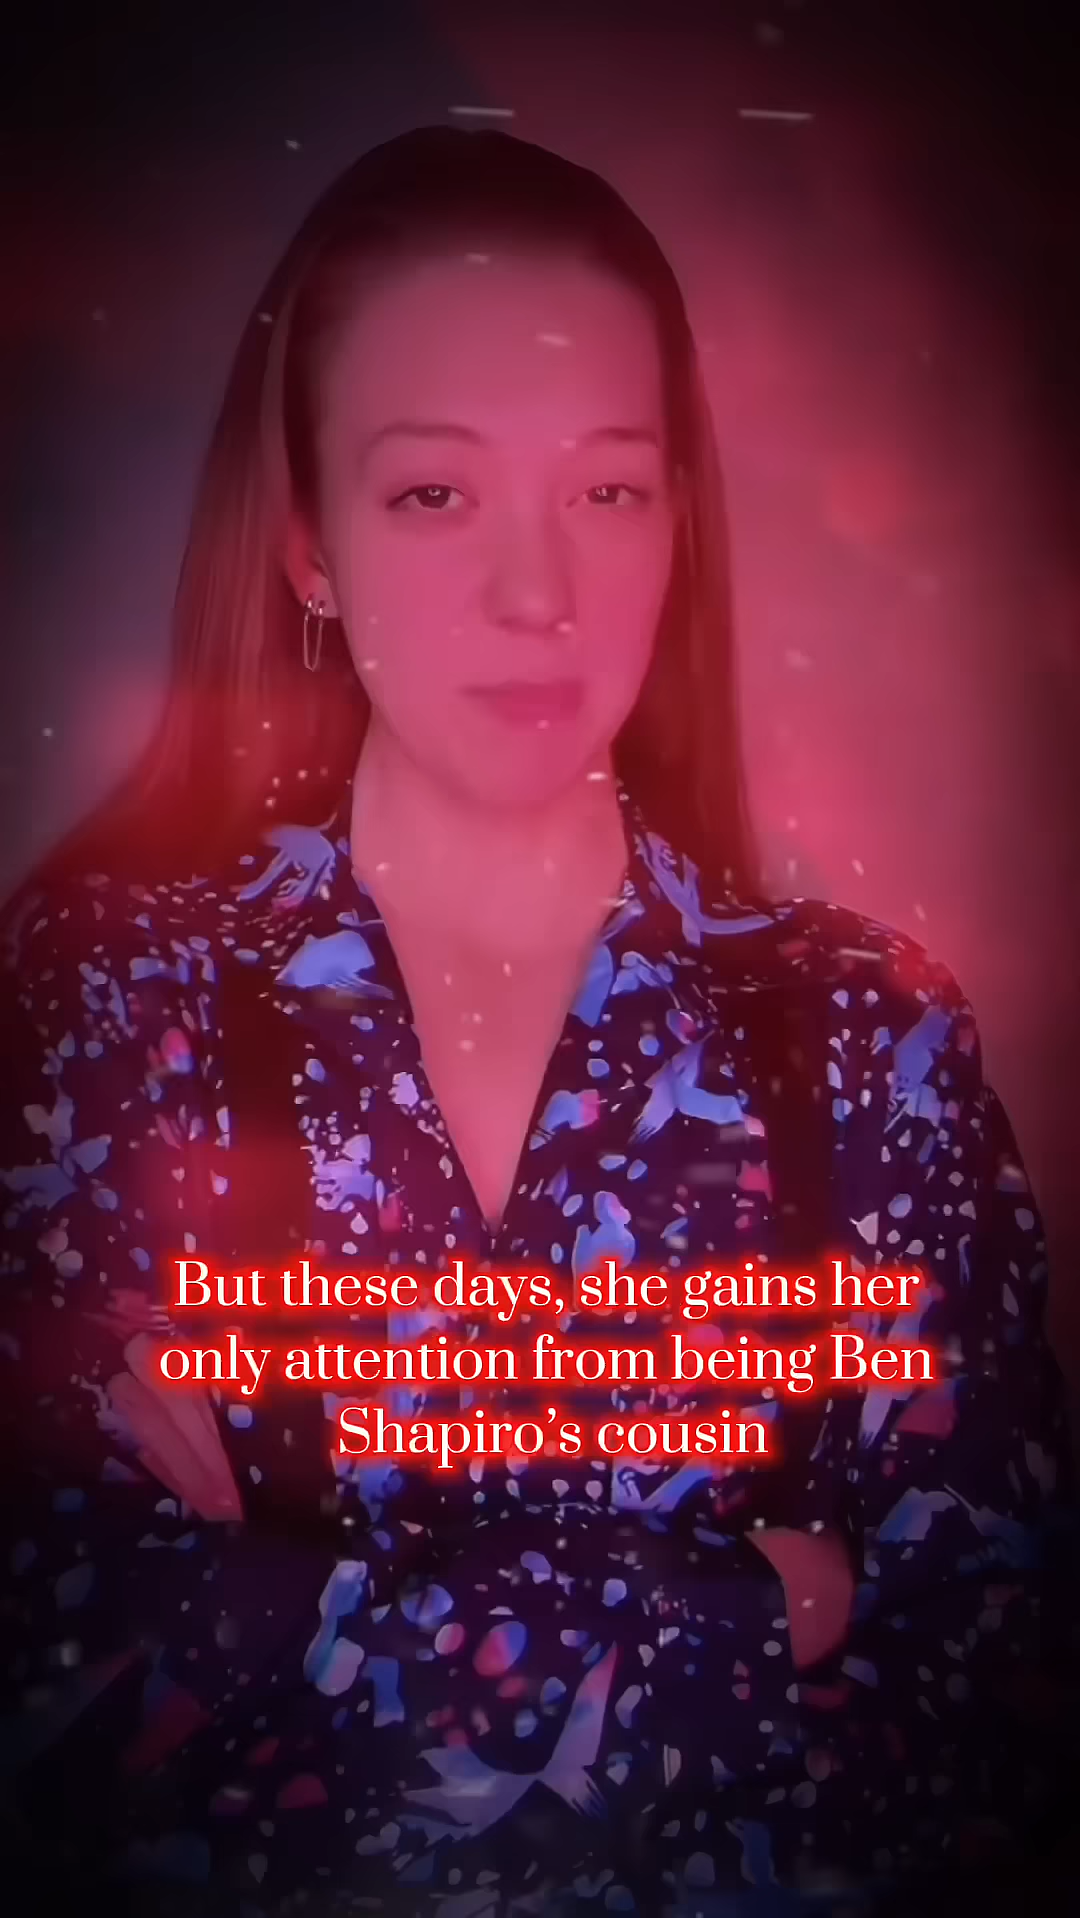 But these days, she gains her
only attention from being Ben
Shapiro’s cousin